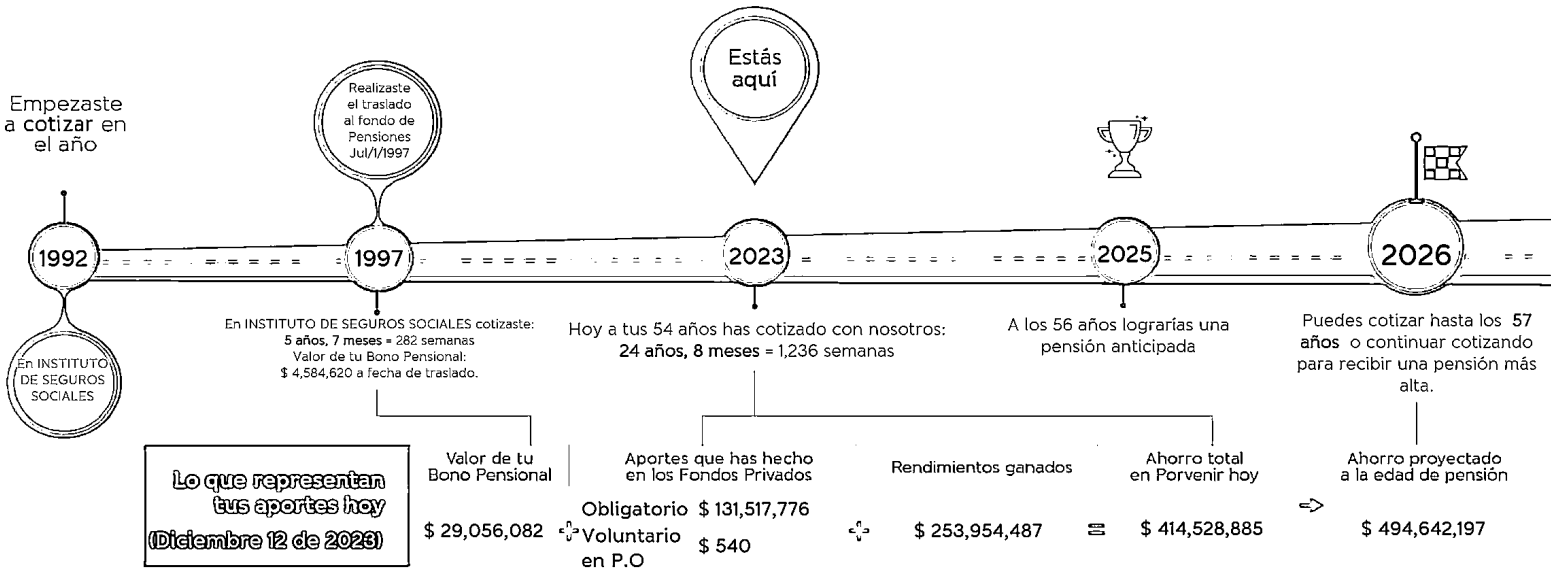 Empezaste
a cotizar en
el año
1992
En INSTITUTO
DE SEGUROS
SOCIALES
Realizaste
el traslado
al fondo de
Pensiones
Jul/1/1997
1997
En INSTITUTO DE SEGUROS SOCIALES cotizaste:
5 años, 7 meses = 282 semanas
Valor de tu Bono Pensional:
$ 4,584,620 a fecha de traslado.
Estás
aquí
2023
Hoy a tus 54 años has cotizado con nosotros:
24 años, 8 meses = 1,236 semanas
2025
A los 56 años lograrías una
pensión anticipada
2026
Puedes cotizar hasta los 57
años o continuar cotizando
para recibir una pensión más
alta.
Lo que representan
tus aportes hoy
(Diciembre 12 de 2023)
Valor de tu
Bono Pensional
$ 29,056,082
+
Aportes que has hecho
en los Fondos Privados
Obligatorio $ 131,517,776
Voluntario
en P.O $ 540
+
Rendimientos ganados
$ 253,954,487
=
Ahorro total
en Porvenir hoy
$ 414,528,885
⇨
Ahorro proyectado
a la edad de pensión
$ 494,642,197